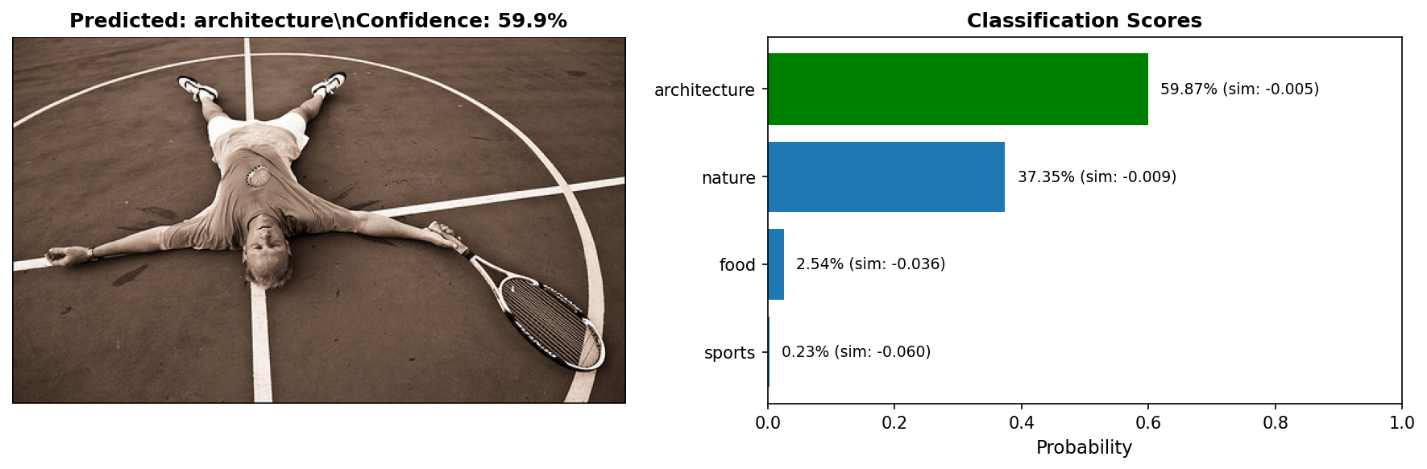 Predicted: architecture\nConfidence: 59.9%
Classification Scores
architecture
59.87% (sim: -0.005)
nature
37.35% (sim: -0.009)
food
2.54% (sim: -0.036)
sports
0.23% (sim: -0.060)
0.0 0.2 0.4 0.6 0.8 1.0
Probability